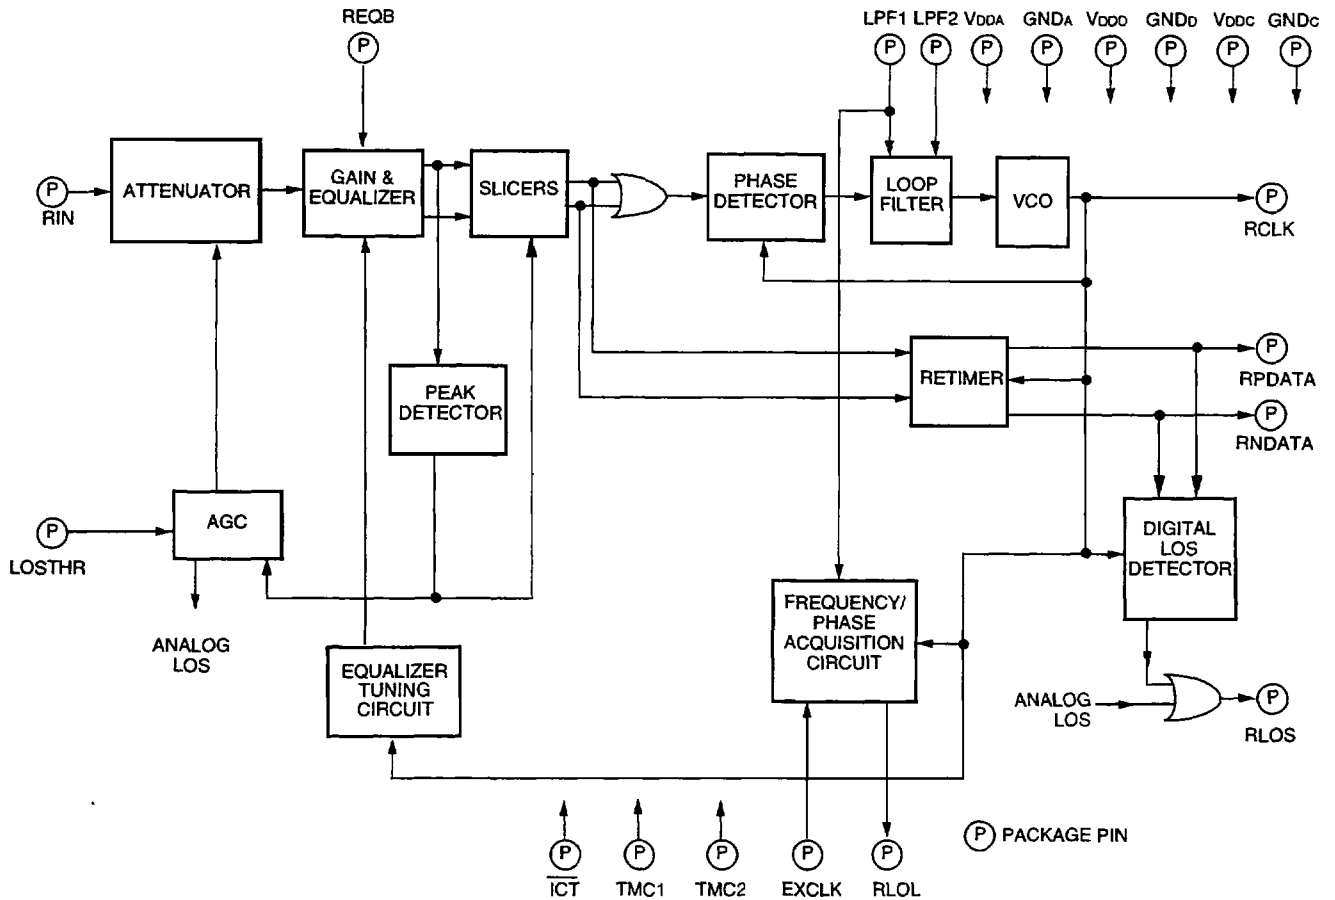 REQB
LPF1 LPF2 VDDA GNDA VDDD GNDD VDDC GNDC
P P P P P P P P P
ATTENUATOR
GAIN &
EQUALIZER
SLICERS
PHASE
DETECTOR
LOOP
FILTER
VCO
P
RIN
P
RCLK
PEAK
DETECTOR
RETIMER
P
RPDATA
P
RNDATA
P
LOSTHR
AGC
ANALOG
LOS
EQUALIZER
TUNING
CIRCUIT
FREQUENCY/
PHASE
ACQUISITION
CIRCUIT
DIGITAL
LOS
DETECTOR
ANALOG
LOS
P
RLOS
P PACKAGE PIN
P P P P P
ICT TMC1 TMC2 EXCLK RLOL